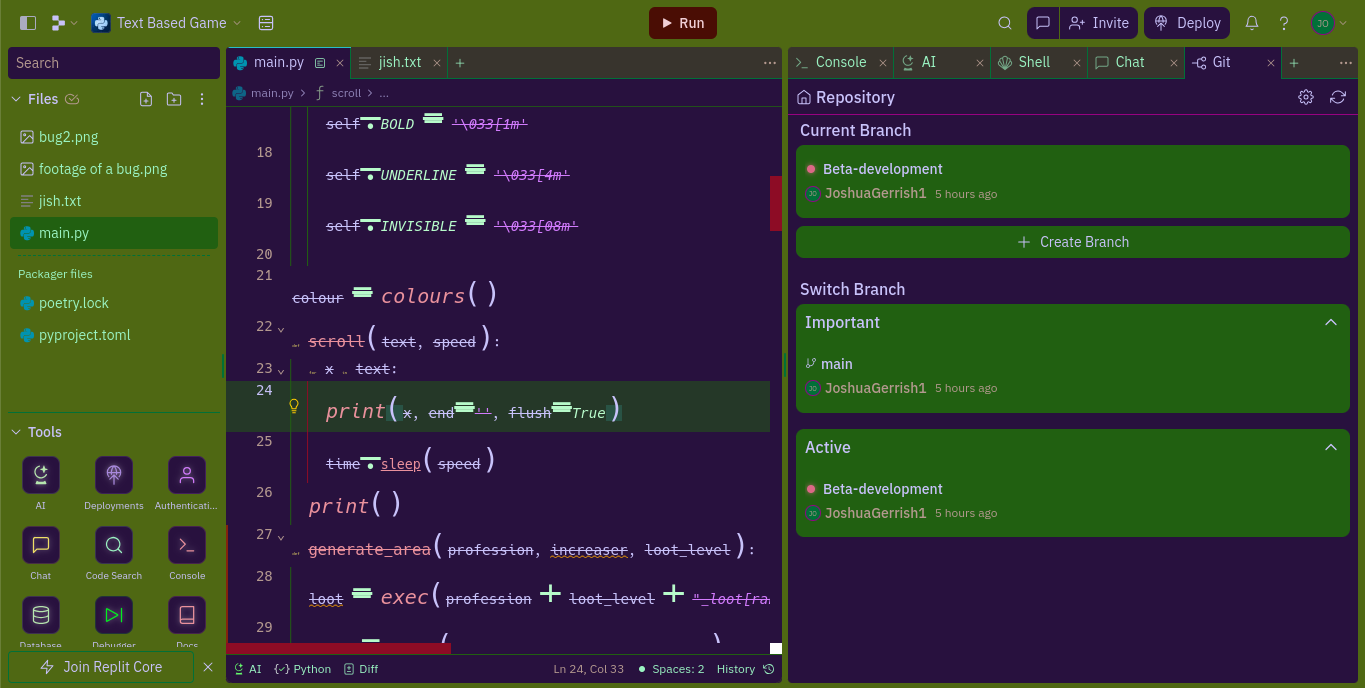 Text Based Game
Run
Invite
Deploy
JO
Search
Files
bug2.png
footage of a bug.png
jish.txt
main.py
Packager files
poetry.lock
pyproject.toml
Tools
AI
Deployments
Authenticati...
Chat
Code Search
Console
Database
Debugger
Docs
Join Replit Core
main.py
jish.txt
main.py > scroll > ...
self.BOLD = '\033[1m'
18
self.UNDERLINE = '\033[4m'
19
self.INVISIBLE = '\033[08m'
20
21
colour = colours()
22
scroll(text, speed):
23
x text:
24
print(x, end='', flush=True)
25
time.sleep(speed)
26
print()
27
generate_area(profession, increaser, loot_level):
28
loot = exec(profession + loot_level + "_loot[ra
29
AI
Python
Diff
Ln 24, Col 33
Spaces: 2
History
Console
AI
Shell
Chat
Git
Repository
Current Branch
Beta-development
JO JoshuaGerrish1 5 hours ago
Create Branch
Switch Branch
Important
main
JO JoshuaGerrish1 5 hours ago
Active
Beta-development
JO JoshuaGerrish1 5 hours ago